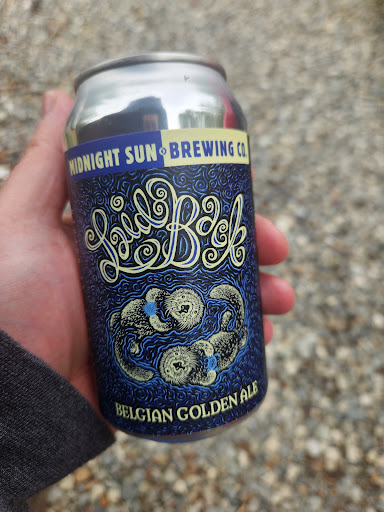 MIDNIGHT SUN BREWING CO.
Laid Back
BELGIAN GOLDEN ALE